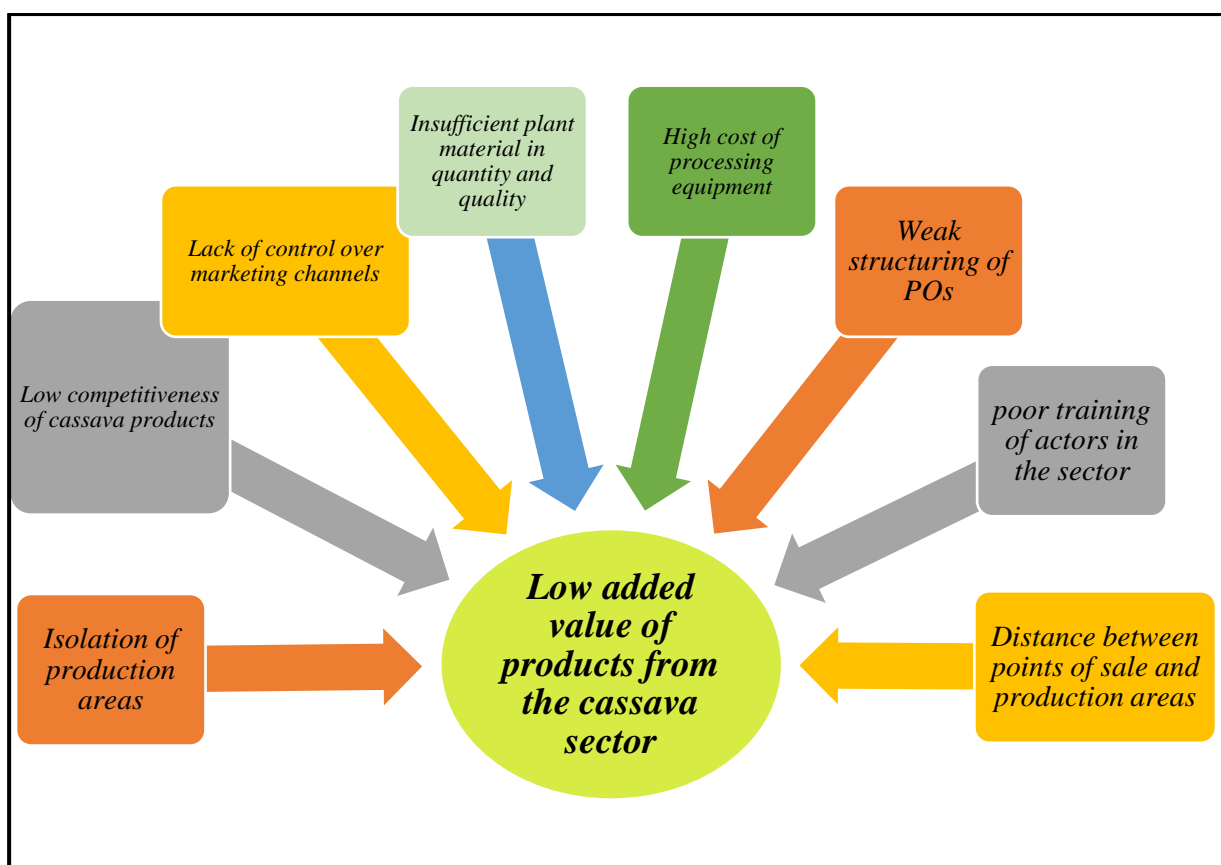 Insufficient plant
material in
quantity and
quality
High cost of
processing
equipment
Lack of control over
marketing channels
Weak
structuring of
POs
Low competitiveness
of cassava products
poor training
of actors in
the sector
Isolation of
production
areas
Low added
value of
products from
the cassava
sector
Distance between
points of sale and
production areas